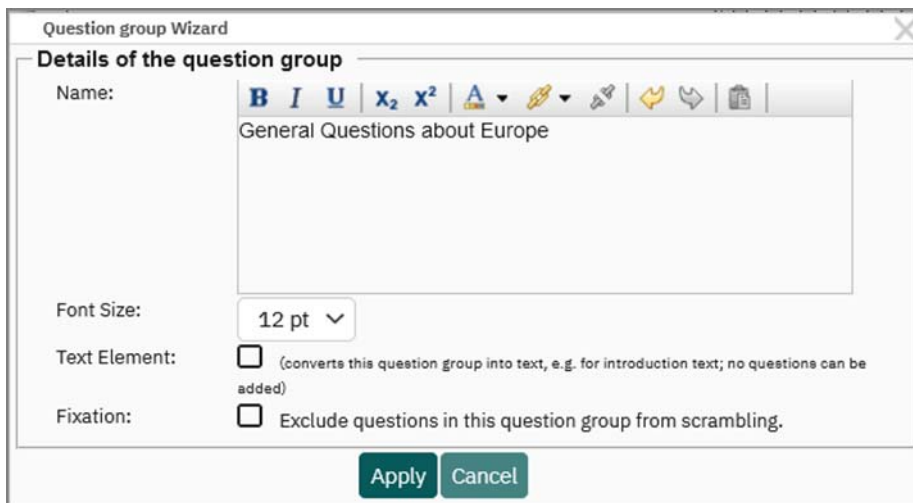 Question group Wizard
Details of the question group
Name:
B I U X₂ X² A
General Questions about Europe
Font Size:
12 pt
Text Element:
(converts this question group into text, e.g. for introduction text; no questions can be
added)
Fixation:
Exclude questions in this question group from scrambling.
Apply Cancel